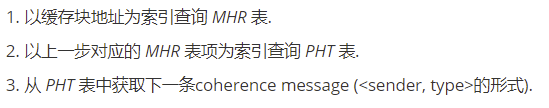 1. 以缓存块地址为索引查询 MHR 表.
2. 以上一步对应的 MHR 表项为索引查询 PHT 表.
3. 从 PHT 表中获取下一条coherence message (<sender, type>的形式).